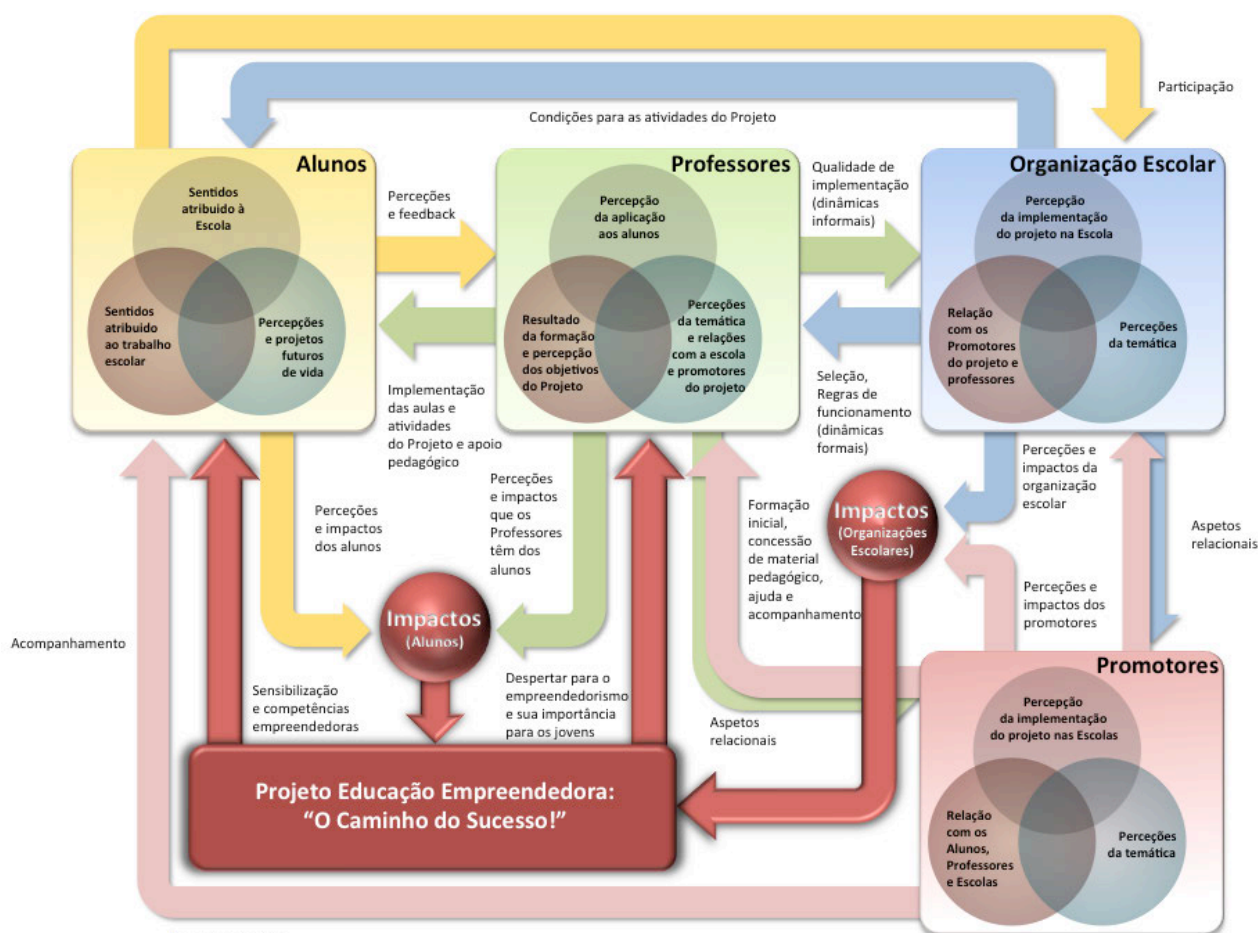 Participação
Condições para as atividades do Projeto
Alunos
Sentidos
atribuido à
Escola
Sentidos
atribuido
ao trabalho
escolar
Percepções
e projetos
futuros
de vida
Perceções
e feedback
Professores
Percepção
da aplicação
aos alunos
Resultado
da formação
e percepção
dos objetivos
do Projeto
Perceções
da temática
e relações
com a escola
e promotores
do projeto
Qualidade de
implementação
(dinâmicas
informais)
Organização Escolar
Percepção
da implementação
do projeto na Escola
Relação
com os
Promotores
do projeto e
professores
Perceções
da temática
Implementação
das aulas e
atividades
do Projeto e apoio
pedagógico
Seleção,
Regras de
funcionamento
(dinâmicas
formais)
Perceções
e impactos
dos alunos
Perceções
e impactos
que os
Professores
têm dos
alunos
Formação
inicial,
concessão
de material
pedagógico,
ajuda e
acompanhamento
Impactos
(Organizações
Escolares)
Perceções e
impactos da
organização
escolar
Aspetos
relacionais
Perceções e
impactos dos
promotores
Acompanhamento
Impactos
(Alunos)
Sensibilização
e competências
empreendedoras
Despertar para o
empreendedorismo
e sua importância
para os jovens
Aspetos
relacionais
Projeto Educação Empreendedora:
“O Caminho do Sucesso!”
Promotores
Percepção
da implementação
do projeto nas Escolas
Relação
com os
Alunos,
Professores
e Escolas
Perceções
da temática